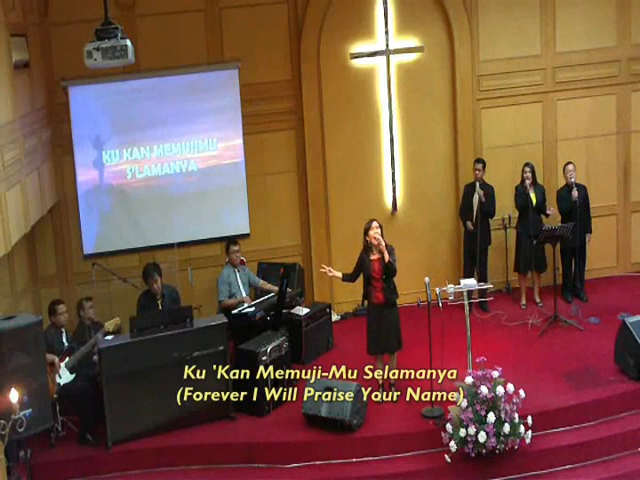 KU KAN MEMUJIMU
S'LAMANYA
Ku 'Kan Memuji-Mu Selamanya
(Forever I Will Praise Your Name)